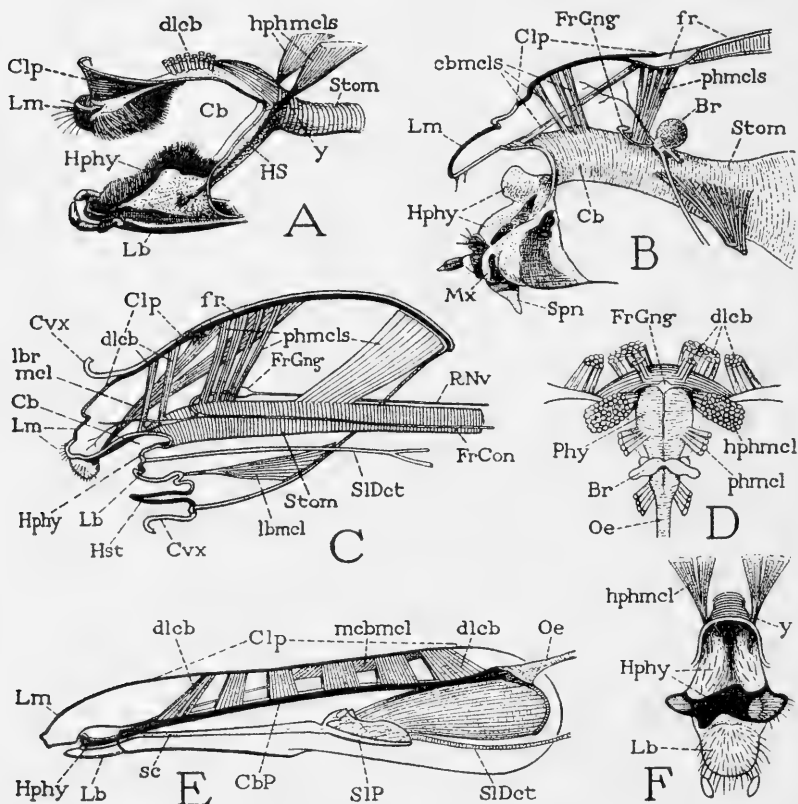 dlcb
hphmcls
Clp
Stom
Lm
Cb
y
Hphy
HS
Lb
A
FrGng
fr
Clp
cbmcls
phmcls
Br
Lm
Stom
Hphy
Cb
B
Mx
Spn
Clp
fr
Cvx
dlcb
phmcls
lbr
mcl
FrGng
RNv
Cb
Lm
FrCon
SlDct
Hphy
Lb
Stom
lbmcl
Hst
Cvx
C
FrGng
dlcb
Phy
hphmcl
phmcl
Br
Oe
D
dlcb
Clp
mcbmcl
dlcb
Oe
Lm
Hphy
Lb
sc
CbP
SlP
SlDct
E
hphmcl
y
Hphy
Lb
F